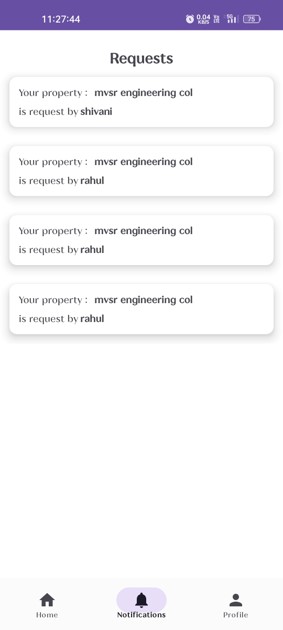 11:27:44
0.04
KB/S
5G
75
Requests
Your property : mvsr engineering col
is request by shivani
Your property : mvsr engineering col
is request by rahul
Your property : mvsr engineering col
is request by rahul
Your property : mvsr engineering col
is request by rahul
Home
Notifications
Profile